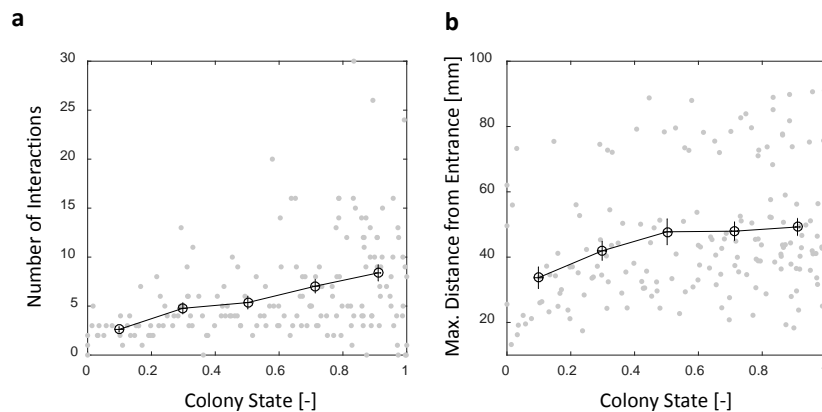 a
b
30
25
20
15
10
5
0
Number of Interactions
0 0.2 0.4 0.6 0.8 1
Colony State [-]
100
80
60
40
20
Max. Distance from Entrance [mm]
0 0.2 0.4 0.6 0.8
Colony State [-]